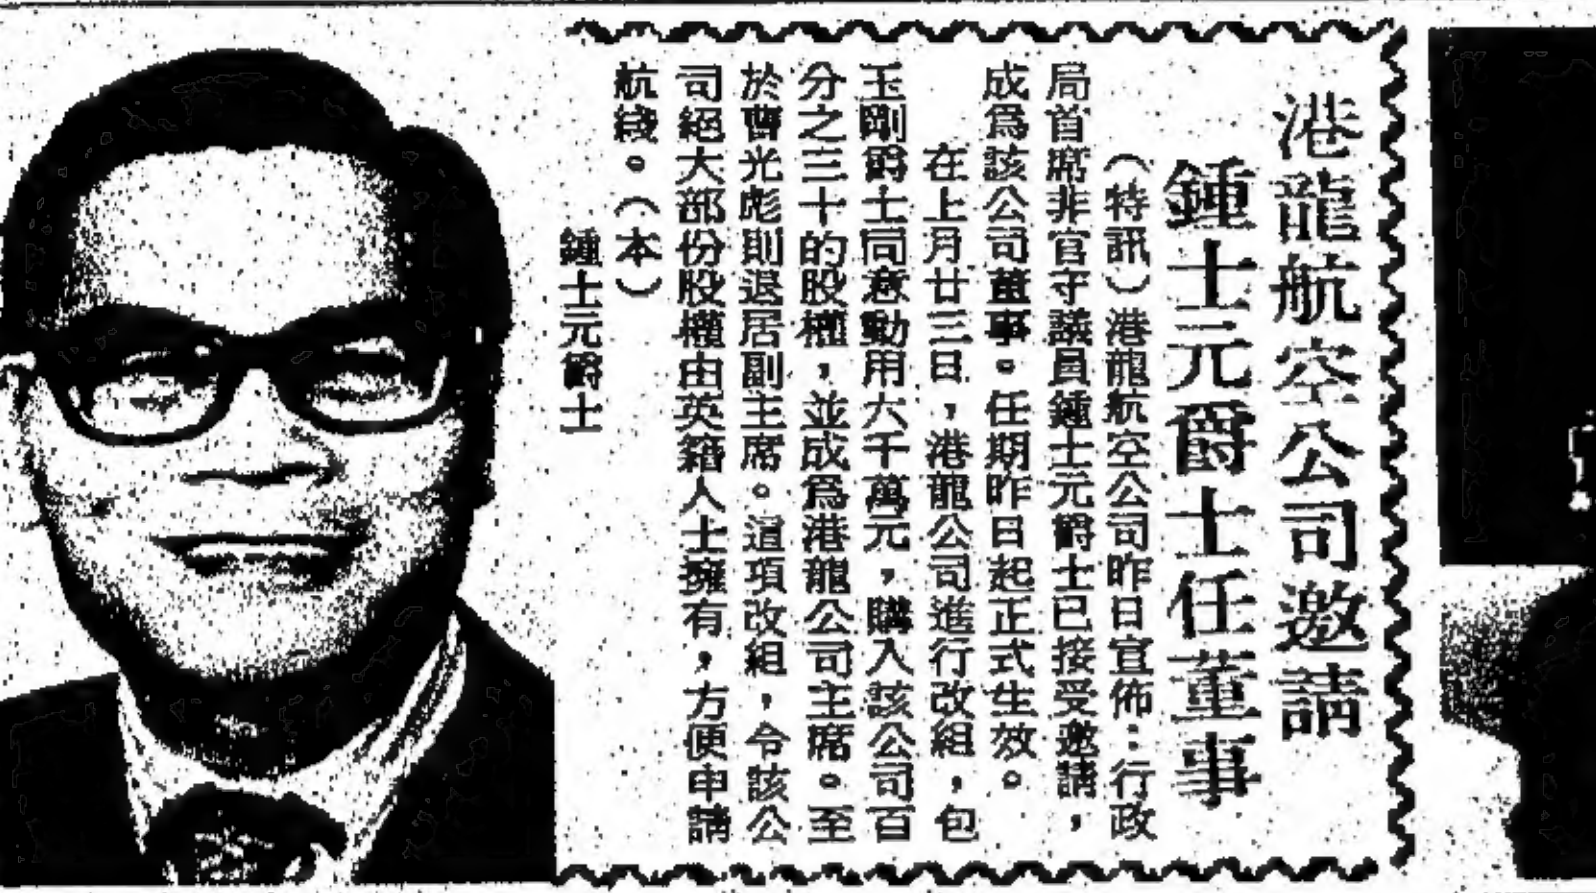 港龍航空公司邀請
鍾士元爵士任董事
（特訊）港龍航空公司昨日宣佈：行政
局首席非官守議員鍾士元爵士已接受邀請，
成為該公司董事。任期昨日起正式生效。
在上月廿三日，港龍公司進行改組，包
玉剛爵士同意動用六千萬元，購入該公司百
分之三十的股權，並成為港龍公司主席。至
於曹光彪則退居副主席。這項改組，令該公
司絕大部份股權由英籍人士擁有，方便申請
航綫。（本）
鍾士元爵士